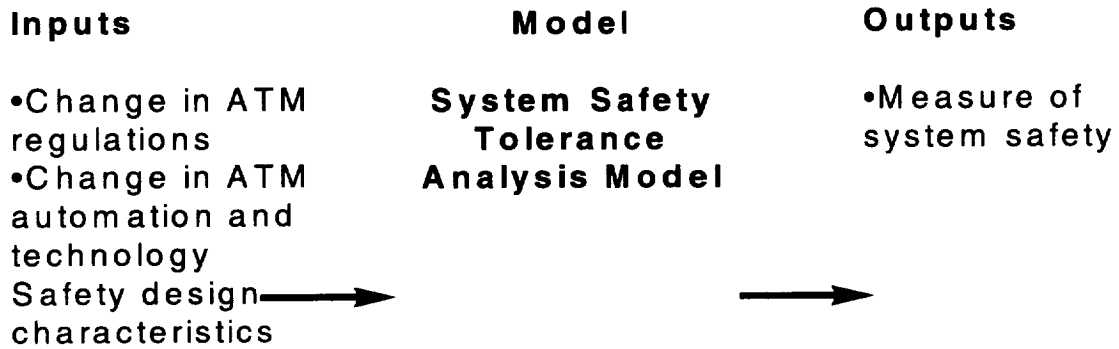 Inputs
•Change in ATM
regulations
•Change in ATM
automation and
technology
Safety design
characteristics
Model
System Safety
Tolerance
Analysis Model
Outputs
•Measure of
system safety